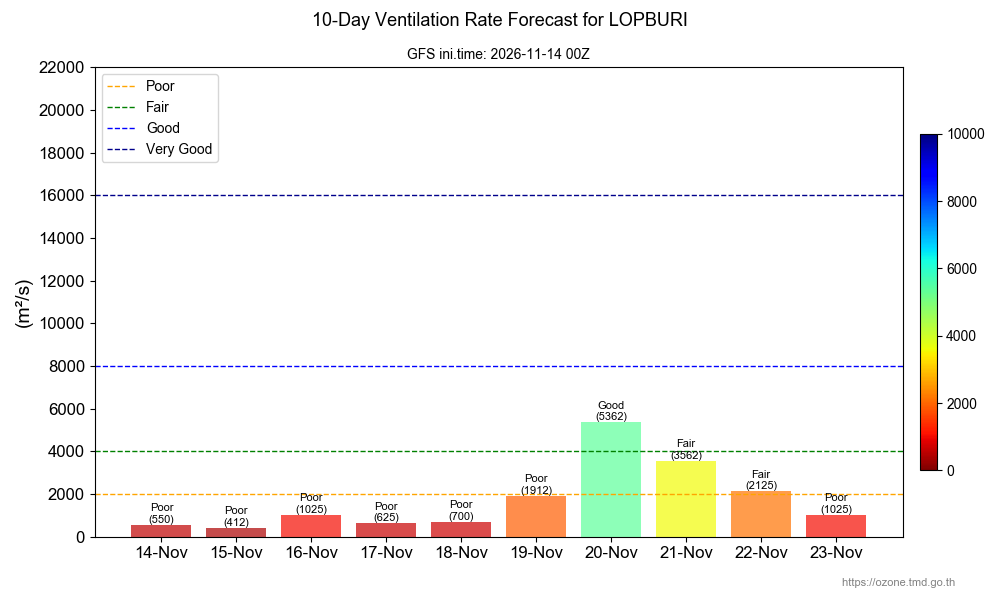 10-Day Ventilation Rate Forecast for LOPBURI
GFS ini.time: 2026-11-14 00Z
22000
20000
18000
16000
14000
12000
10000
8000
6000
4000
2000
0
(m²/s)
Poor
Fair
Good
Very Good
Poor
(550)
Poor
(412)
Poor
(1025)
Poor
(625)
Poor
(700)
Poor
(1912)
Good
(5362)
Fair
(3562)
Fair
(2125)
Poor
(1025)
14-Nov 15-Nov 16-Nov 17-Nov 18-Nov 19-Nov 20-Nov 21-Nov 22-Nov 23-Nov
10000
8000
6000
4000
2000
0
https://ozone.tmd.go.th